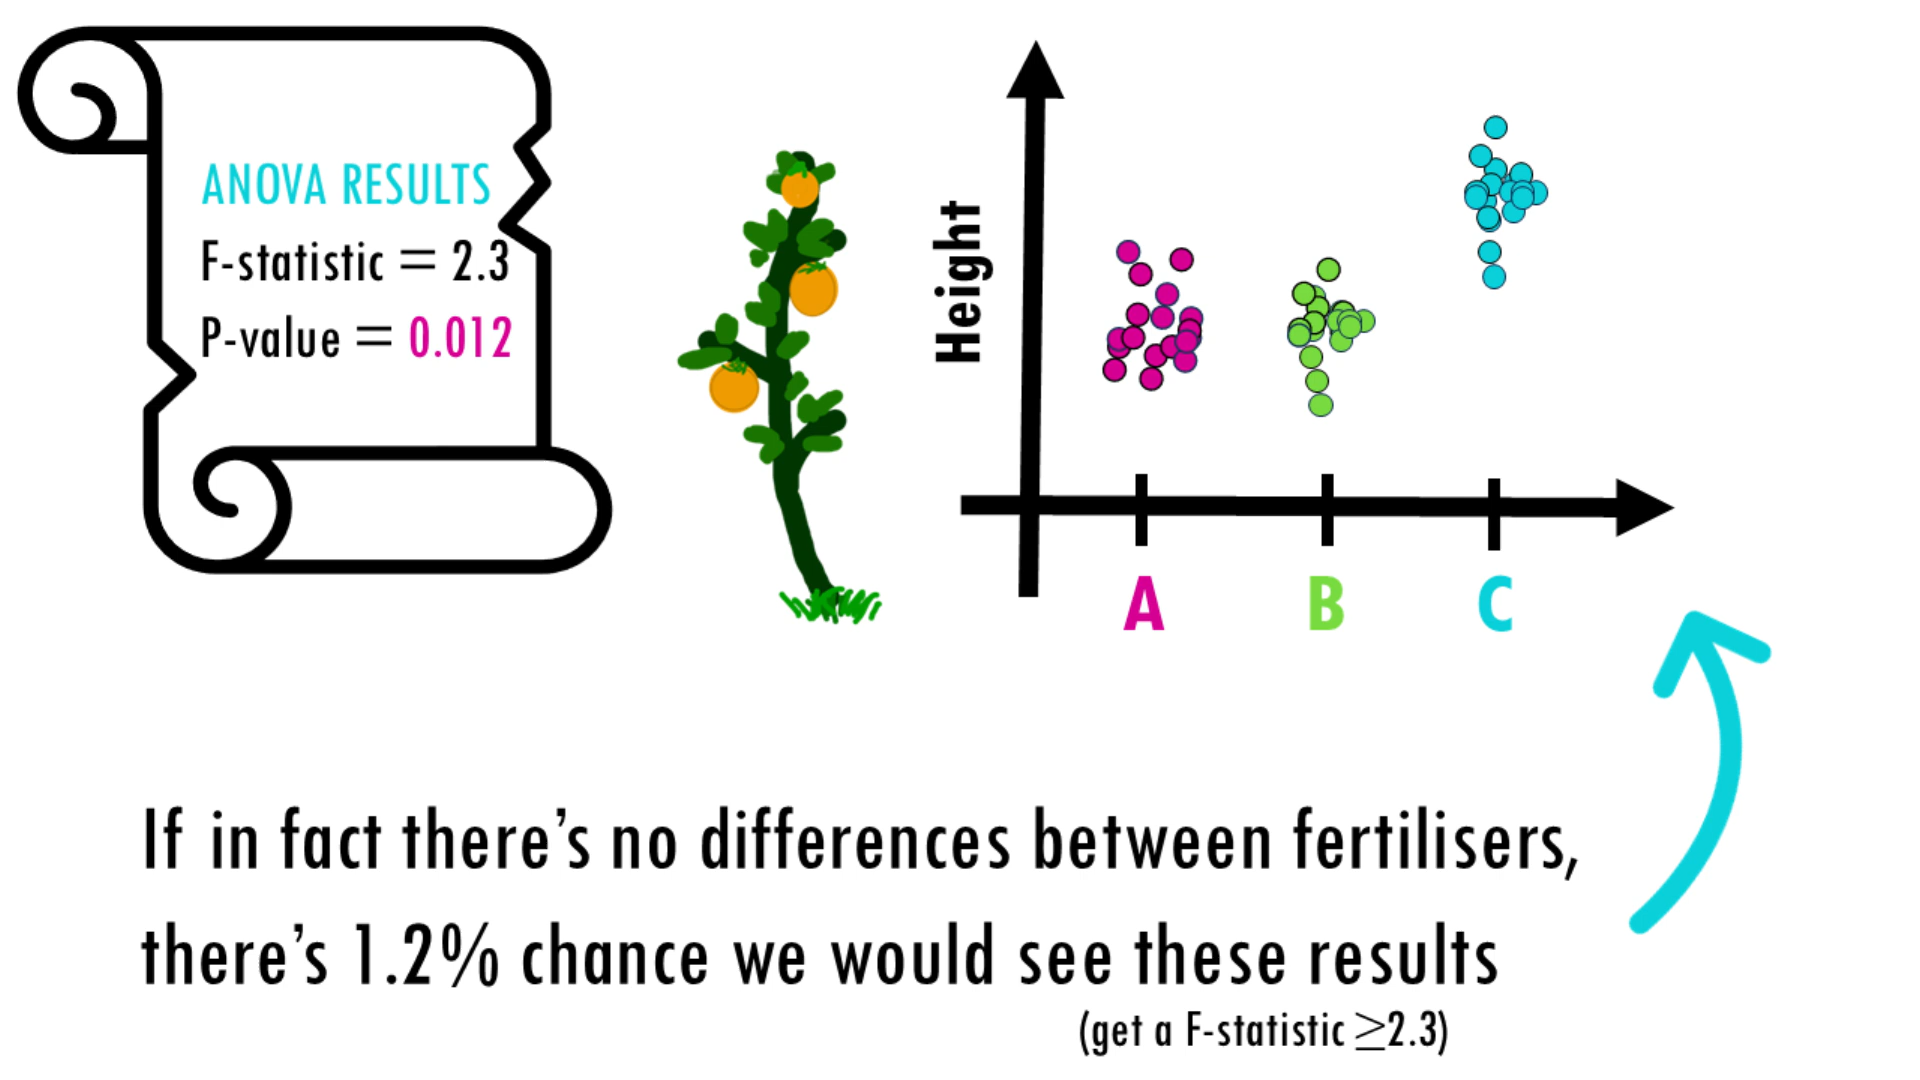 ANOVA RESULTS
F-statistic = 2.3
P-value = 0.012
Height
A
B
C
If in fact there's no differences between fertilisers,
there's 1.2% chance we would see these results
(get a F-statistic ≥2.3)